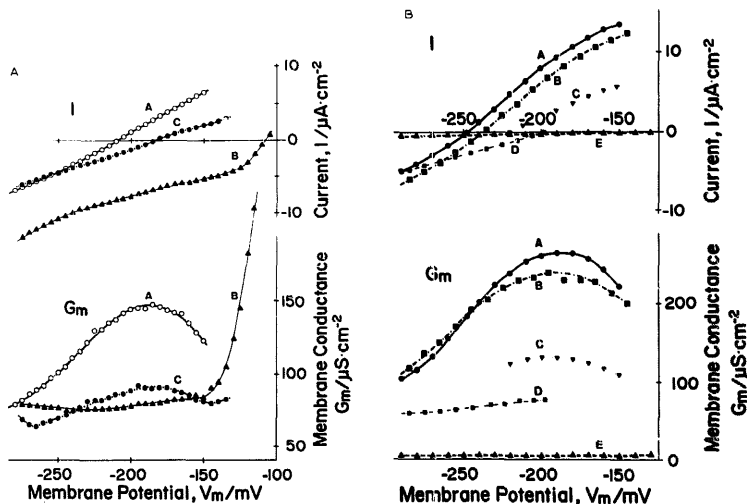 A
I
A
C
B
10
0
-10
Current, I/μA·cm-2
Gm
A
B
C
150
100
50
Membrane Conductance
Gm/μS·cm-2
-250 -200 -150 -100
Membrane Potential, Vm/mV
B
I
A
B
C
D
E
-250 -200 -150
10
0
-10
Current, I/μA·cm-2
Gm
A
B
C
D
E
200
100
0
Membrane Conductance
Gm/μS·cm-2
-250 -200 -150
Membrane Potential, Vm/mV